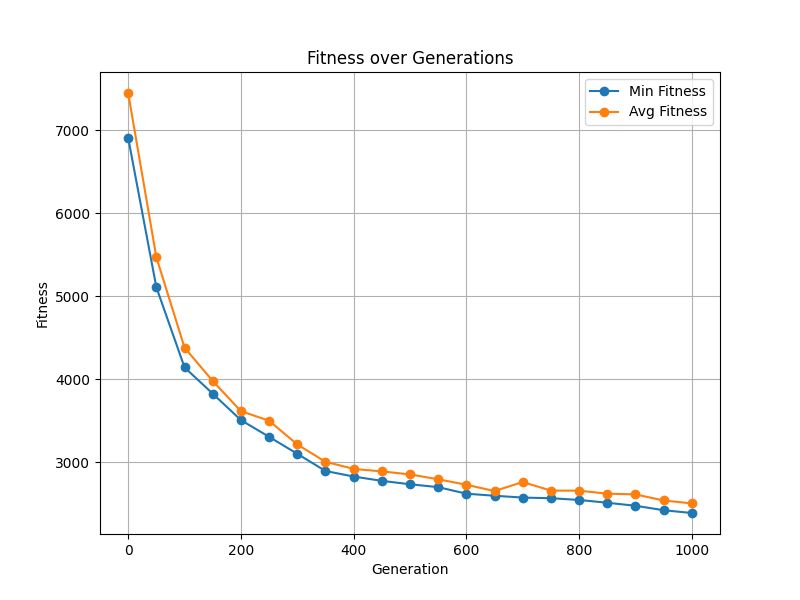 Fitness over Generations
Min Fitness
Avg Fitness
7000
6000
5000
4000
3000
Fitness
0 200 400 600 800 1000
Generation